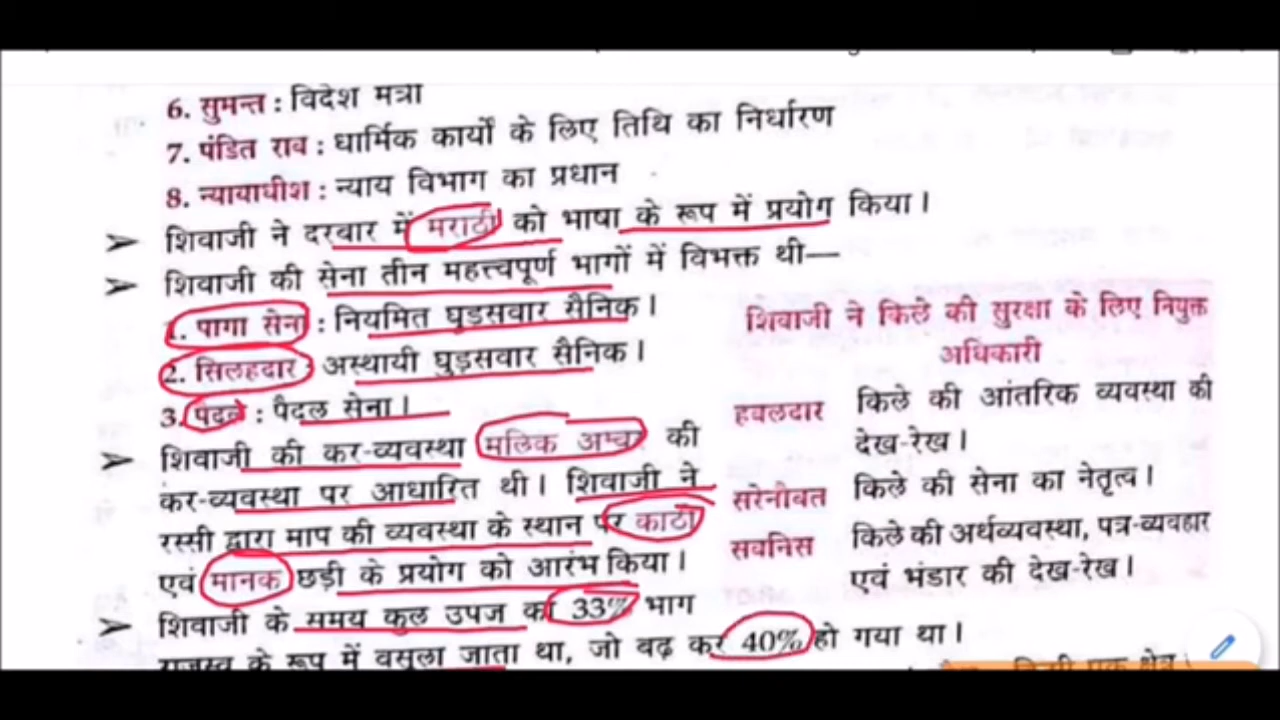 6. सुमन्त : विदेश मंत्री
7. पंडित राव : धार्मिक कार्यों के लिए तिथि का निर्धारण
8. न्यायाधीश : न्याय विभाग का प्रधान
➤ शिवाजी ने दरबार में मराठी को भाषा के रूप में प्रयोग किया।
➤ शिवाजी की सेना तीन महत्त्वपूर्ण भागों में विभक्त थी—
1. पागा सेना : नियमित घुड़सवार सैनिक।
2. सिलहदार : अस्थायी घुड़सवार सैनिक।
3. पदल : पैदल सेना।
➤ शिवाजी की कर-व्यवस्था मलिक अम्बर की
कर-व्यवस्था पर आधारित थी। शिवाजी ने
रस्सी द्वारा माप की व्यवस्था के स्थान पर काठी
एवं मानक छड़ी के प्रयोग को आरंभ किया।
➤ शिवाजी के समय कुल उपज का 33% भाग
राजस्व के रूप में वसूला जाता था, जो बढ़ कर 40% हो गया था।
शिवाजी ने किले की सुरक्षा के लिए नियुक्त
अधिकारी
हवलदार किले की आंतरिक व्यवस्था की
देख-रेख।
सरेनोबत किले की सेना का नेतृत्व।
सवनिस किले की अर्थव्यवस्था, पत्र-व्यवहार
एवं भंडार की देख-रेख।
किसी एक क्षेत्र